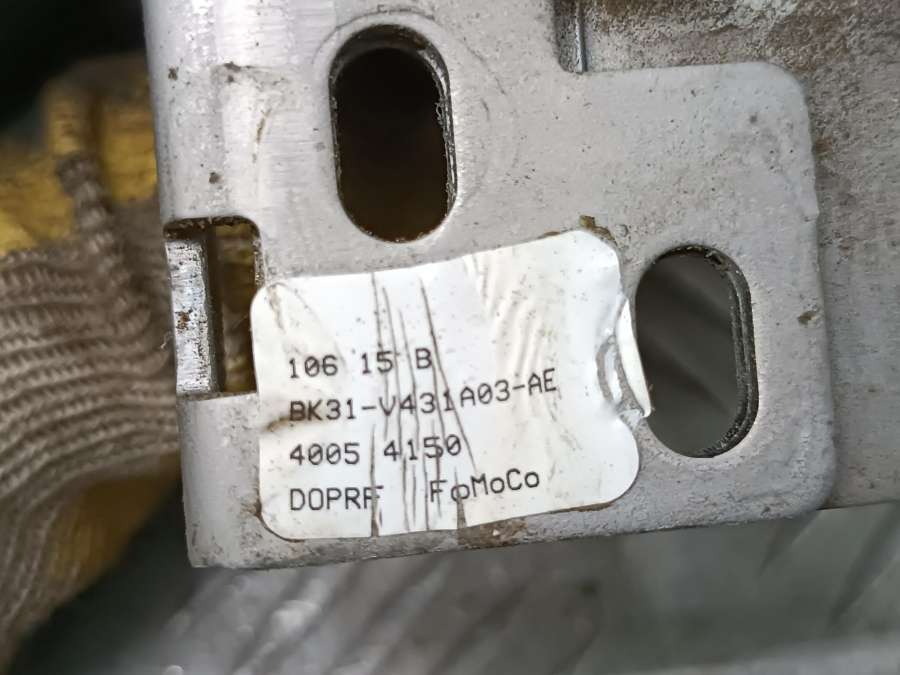 106 15 B
BK31-V431A03-AE
4005 4150
DOPRF FoMoCo